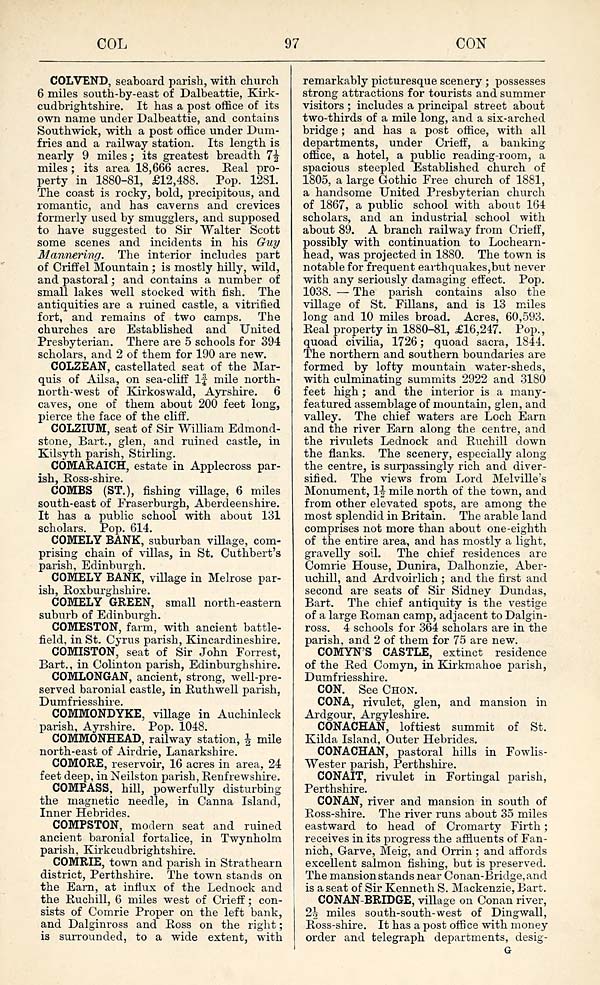 COL 97 CON
COLVEND, seaboard parish, with church
6 miles south-by-east of Dalbeattie, Kirk-
cudbrightshire. It has a post office of its
own name under Dalbeattie, and contains
Southwick, with a post office under Dum-
fries and a railway station. Its length is
nearly 9 miles; its greatest breadth 7½
miles; its area 18,666 acres. Real pro-
perty in 1880-81, £12,488. Pop. 1281.
The coast is rocky, bold, precipitous, and
romantic, and has caverns and crevices
formerly used by smugglers, and supposed
to have suggested to Sir Walter Scott
some scenes and incidents in his Guy
Mannering. The interior includes part
of Criffel Mountain; is mostly hilly, wild,
and pastoral; and contains a number of
small lakes well stocked with fish. The
antiquities are a ruined castle, a vitrified
fort, and remains of two camps. The
churches are Established and United
Presbyterian. There are 5 schools for 394
scholars, and 2 of them for 190 are new.
COLZEAN, castellated seat of the Mar-
quis of Ailsa, on sea-cliff 1¾ mile north-
north-west of Kirkoswald, Ayrshire. 6
caves, one of them about 200 feet long,
pierce the face of the cliff.
COLZIUM, seat of Sir William Edmond-
stone, Bart., glen, and ruined castle, in
Kilsyth parish, Stirling.
COMARAICH, estate in Applecross par-
ish, Ross-shire.
COMBS (ST.), fishing village, 6 miles
south-east of Fraserburgh, Aberdeenshire.
It has a public school with about 131
scholars. Pop. 614.
COMELY BANK, suburban village, com-
prising chain of villas, in St. Cuthbert's
parish, Edinburgh.
COMELY BANK, village in Melrose par-
ish, Roxburghshire.
COMELY GREEN, small north-eastern
suburb of Edinburgh.
COMESTON, farm, with ancient battle-
field, in St. Cyrus parish, Kincardineshire.
COMISTON, seat of Sir John Forrest,
Bart., in Colinton parish, Edinburghshire.
COMLONGAN, ancient, strong, well-pre-
served baronial castle, in Ruthwell parish,
Dumfriesshire.
COMMONDYKE, village in Auchinleck
parish, Ayrshire. Pop. 1048.
COMMONHEAD, railway station, ½ mile
north-east of Airdrie, Lanarkshire.
COMORE, reservoir, 16 acres in area, 24
feet deep, in Neilston parish, Renfrewshire.
COMPASS, hill, powerfully disturbing
the magnetic needle, in Canna Island,
Inner Hebrides.
COMPSTON, modern seat and ruined
ancient baronial fortalice, in Twynholm
parish, Kirkcudbrightshire.
COMRIE, town and parish in Strathearn
district, Perthshire. The town stands on
the Earn, at influx of the Lednock and
the Ruchill, 6 miles west of Crieff; con-
sists of Comrie Proper on the left bank,
and Dalginross and Ross on the right;
is surrounded, to a wide extent, with
remarkably picturesque scenery; possesses
strong attractions for tourists and summer
visitors; includes a principal street about
two-thirds of a mile long, and a six-arched
bridge; and has a post office, with all
departments, under Crieff, a banking
office, a hotel, a public reading-room, a
spacious steepled Established church of
1805, a large Gothic Free church of 1881,
a handsome United Presbyterian church
of 1867, a public school with about 164
scholars, and an industrial school with
about 89. A branch railway from Crieff,
possibly with continuation to Lochearn-
head, was projected in 1880. The town is
notable for frequent earthquakes, but never
with any seriously damaging effect. Pop.
1038. — The parish contains also the
village of St. Fillans, and is 13 miles
long and 10 miles broad. Acres, 60,593.
Real property in 1880-81, £16,247. Pop.,
quoad civilia, 1726; quoad sacra, 1844.
The northern and southern boundaries are
formed by lofty mountain water-sheds,
with culminating summits 2922 and 3180
feet high; and the interior is a many-
featured assemblage of mountain, glen, and
valley. The chief waters are Loch Earn
and the river Earn along the centre, and
the rivulets Lednock and Ruchill down
the flanks. The scenery, especially along
the centre, is surpassingly rich and diver-
sified. The views from Lord Melville's
Monument, 1½ mile north of the town, and
from other elevated spots, are among the
most splendid in Britain. The arable land
comprises not more than about one-eighth
of the entire area, and has mostly a light,
gravelly soil. The chief residences are
Comrie House, Dunira, Dalhonzie, Aber-
uchill, and Ardvoirlich; and the first and
second are seats of Sir Sidney Dundas,
Bart. The chief antiquity is the vestige
of a large Roman camp, adjacent to Dalgin-
ross. 4 schools for 364 scholars are in the
parish, and 2 of them for 75 are new.
COMYN'S CASTLE, extinct residence
of the Red Comyn, in Kirkmahoe parish,
Dumfriesshire.
CON. See CHON.
CONA, rivulet, glen, and mansion in
Ardgour, Argyleshire.
CONACHAN, loftiest summit of St.
Kilda Island, Outer Hebrides.
CONACHAN, pastoral hills in Fowlis-
Wester parish, Perthshire.
CONAIT, rivulet in Fortingal parish,
Perthshire.
CONAN, river and mansion in south of
Ross-shire. The river runs about 35 miles
eastward to head of Cromarty Firth;
receives in its progress the affluents of Fan-
nich, Garve, Meig, and Orrin; and affords
excellent salmon fishing, but is preserved.
The mansion stands near Conan-Bridge, and
is a seat of Sir Kenneth S. Mackenzie, Bart.
CONAN-BRIDGE, village on Conan river,
2½ miles south-south-west of Dingwall,
Ross-shire. It has a post office with money
order and telegraph departments, desig-
G